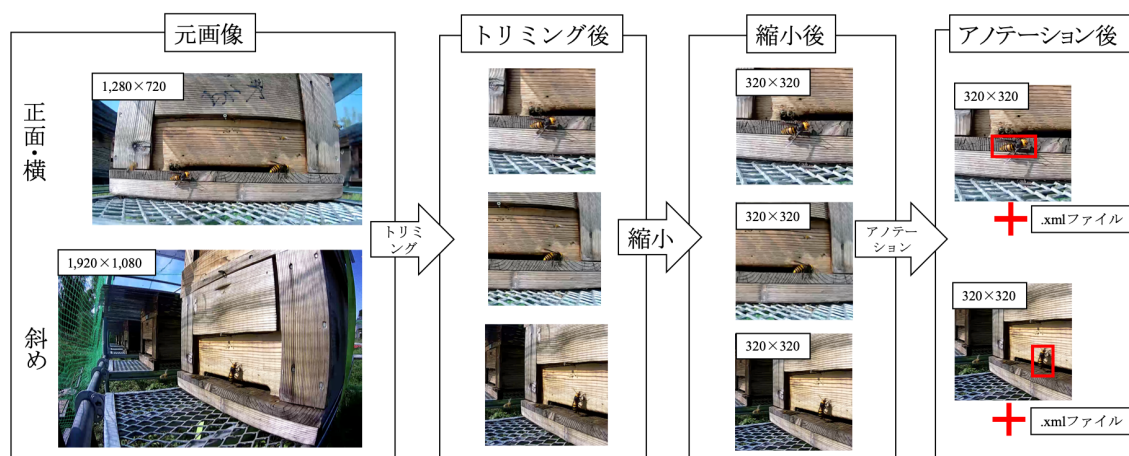 元画像
トリミング後
縮小後
アノテーション後
正面・横
1,280×720
320×320
320×320
.xmlファイル
320×320
トリミ
ング
縮小
アノテー
ション
斜め
1,920×1,080
320×320
320×320
.xmlファイル